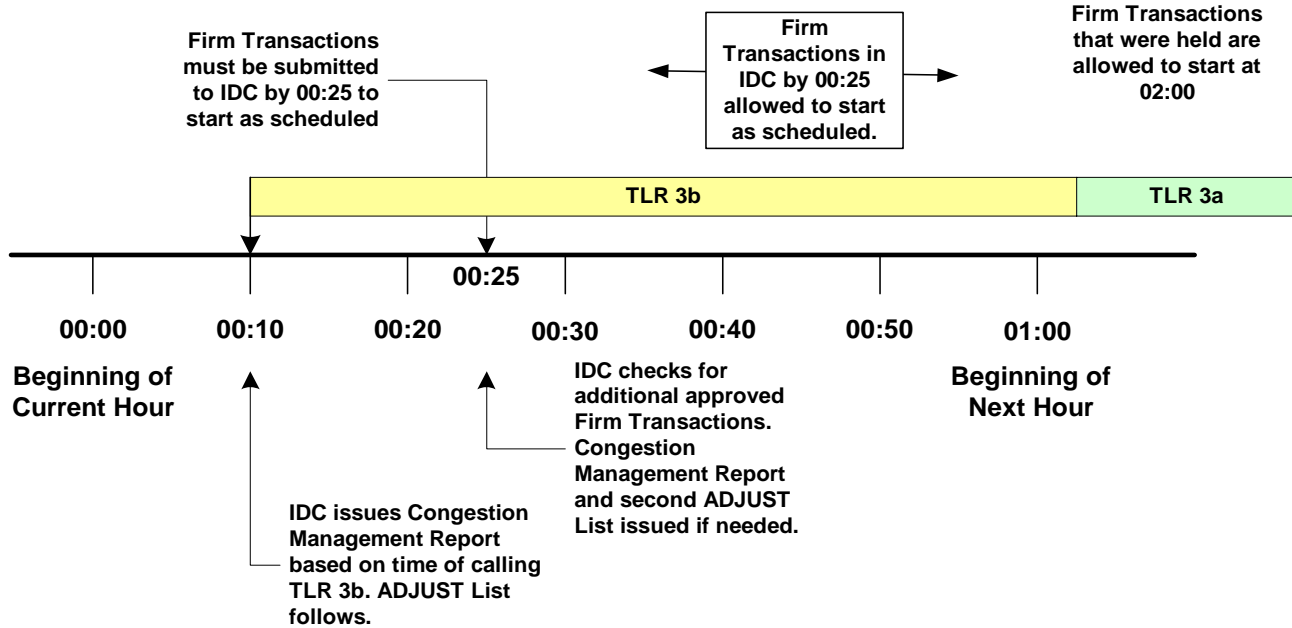 Firm Transactions
must be submitted
to IDC by 00:25 to
start as scheduled
Firm
Transactions in
IDC by 00:25
allowed to start
as scheduled.
Firm Transactions
that were held are
allowed to start at
02:00
TLR 3b
TLR 3a
00:25
00:00
00:10
00:20
00:30
00:40
00:50
01:00
Beginning of
Current Hour
Beginning of
Next Hour
IDC issues Congestion
Management Report
based on time of calling
TLR 3b. ADJUST List
follows.
IDC checks for
additional approved
Firm Transactions.
Congestion
Management Report
and second ADJUST
List issued if needed.